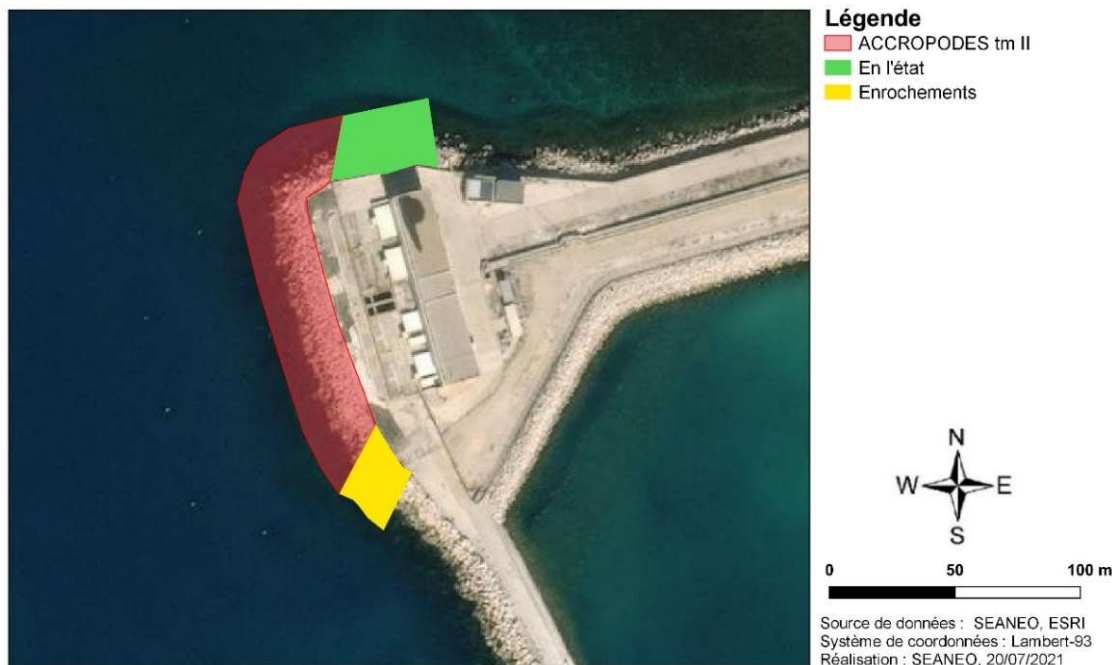 Légende
ACCROPODES tm II
En l'état
Enrochements
N
W E
S
0 50 100 m
Source de données : SEANEO, ESRI
Système de coordonnées : Lambert-93
Réalisation : SEANEO, 20/07/2021